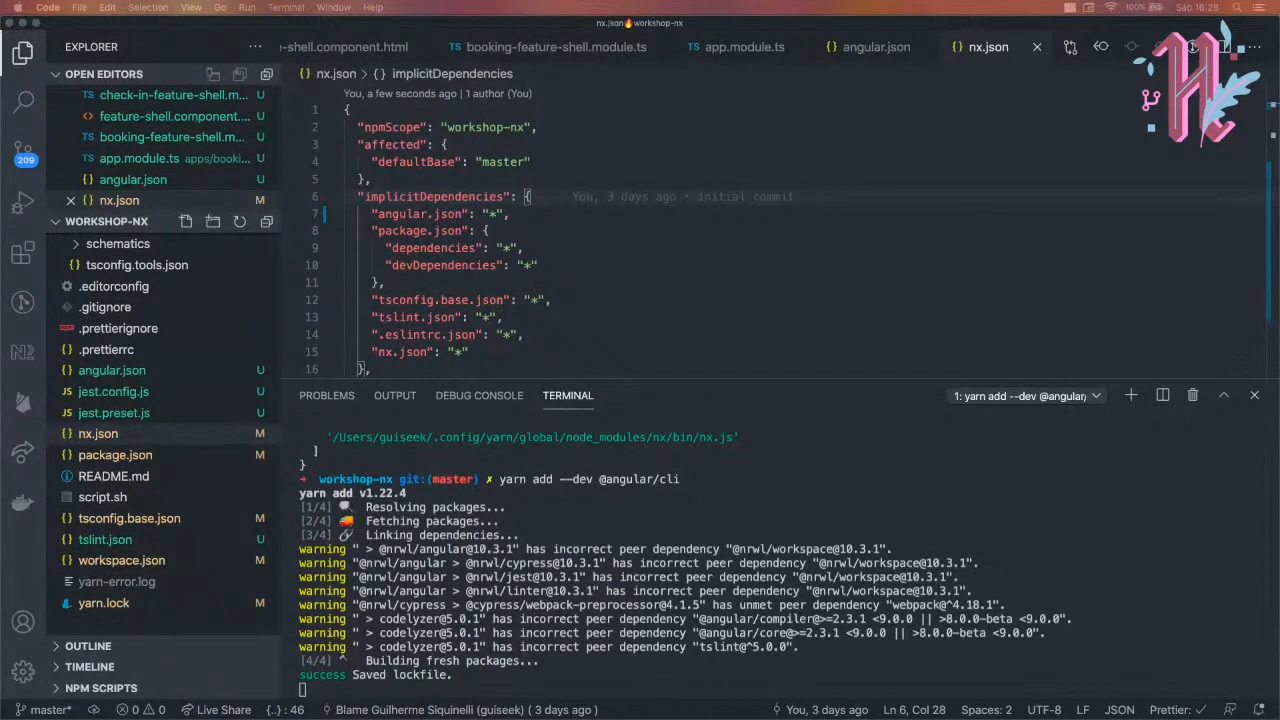 Code File Edit Selection View Go Run Terminal Window Help 100% Sáb 16:25
nx.json workshop-nx
EXPLORER
-shell.component.html TS booking-feature-shell.module.ts TS app.module.ts {} angular.json {} nx.json
OPEN EDITORS
TS check-in-feature-shell.m... U
<> feature-shell.component.... U
TS booking-feature-shell.m... U
TS app.module.ts apps/booki... U
{} angular.json U
{} nx.json M
WORKSHOP-NX
schematics
{} tsconfig.tools.json
.editorconfig
.gitignore
.prettierignore
{} .prettierrc
{} angular.json U
JS jest.config.js U
JS jest.preset.js U
{} nx.json M
{} package.json M
README.md
script.sh
{} tsconfig.base.json M
{} tslint.json U
{} workspace.json M
yarn-error.log
yarn.lock M
OUTLINE
TIMELINE
NPM SCRIPTS
209
{} nx.json > {} implicitDependencies
You, a few seconds ago | 1 author (You)
1 {
2 "npmScope": "workshop-nx",
3 "affected": {
4 "defaultBase": "master"
5 },
6 "implicitDependencies": { You, 3 days ago • initial commit
7 "angular.json": "*",
8 "package.json": {
9 "dependencies": "*",
10 "devDependencies": "*"
11 },
12 "tsconfig.base.json": "*",
13 "tslint.json": "*",
14 ".eslintrc.json": "*",
15 "nx.json": "*"
16 },
PROBLEMS OUTPUT DEBUG CONSOLE TERMINAL 1: yarn add --dev @angular/
'/Users/guiseek/.config/yarn/global/node_modules/nx/bin/nx.js'
]
}
➜ workshop-nx git:(master) ✗ yarn add --dev @angular/cli
yarn add v1.22.4
[1/4] 🔍 Resolving packages...
[2/4] 🚚 Fetching packages...
[3/4] 🔗 Linking dependencies...
warning " > @nrwl/angular@10.3.1" has incorrect peer dependency "@nrwl/workspace@10.3.1".
warning "@nrwl/angular > @nrwl/cypress@10.3.1" has incorrect peer dependency "@nrwl/workspace@10.3.1".
warning "@nrwl/angular > @nrwl/jest@10.3.1" has incorrect peer dependency "@nrwl/workspace@10.3.1".
warning "@nrwl/angular > @nrwl/linter@10.3.1" has incorrect peer dependency "@nrwl/workspace@10.3.1".
warning "@nrwl/cypress > @cypress/webpack-preprocessor@4.1.5" has unmet peer dependency "webpack@^4.18.1".
warning " > codelyzer@5.0.1" has incorrect peer dependency "@angular/compiler@>=2.3.1 <9.0.0 || >8.0.0-beta <9.0.0".
warning " > codelyzer@5.0.1" has incorrect peer dependency "@angular/core@>=2.3.1 <9.0.0 || >8.0.0-beta <9.0.0".
warning " > codelyzer@5.0.1" has incorrect peer dependency "tslint@^5.0.0".
[4/4] Building fresh packages...
success Saved lockfile.
master* 0 0 Live Share {..} : 46 Blame Guilherme Siquinelli (guiseek) ( 3 days ago ) You, 3 days ago Ln 6, Col 28 Spaces: 2 UTF-8 LF JSON Prettier: ✓